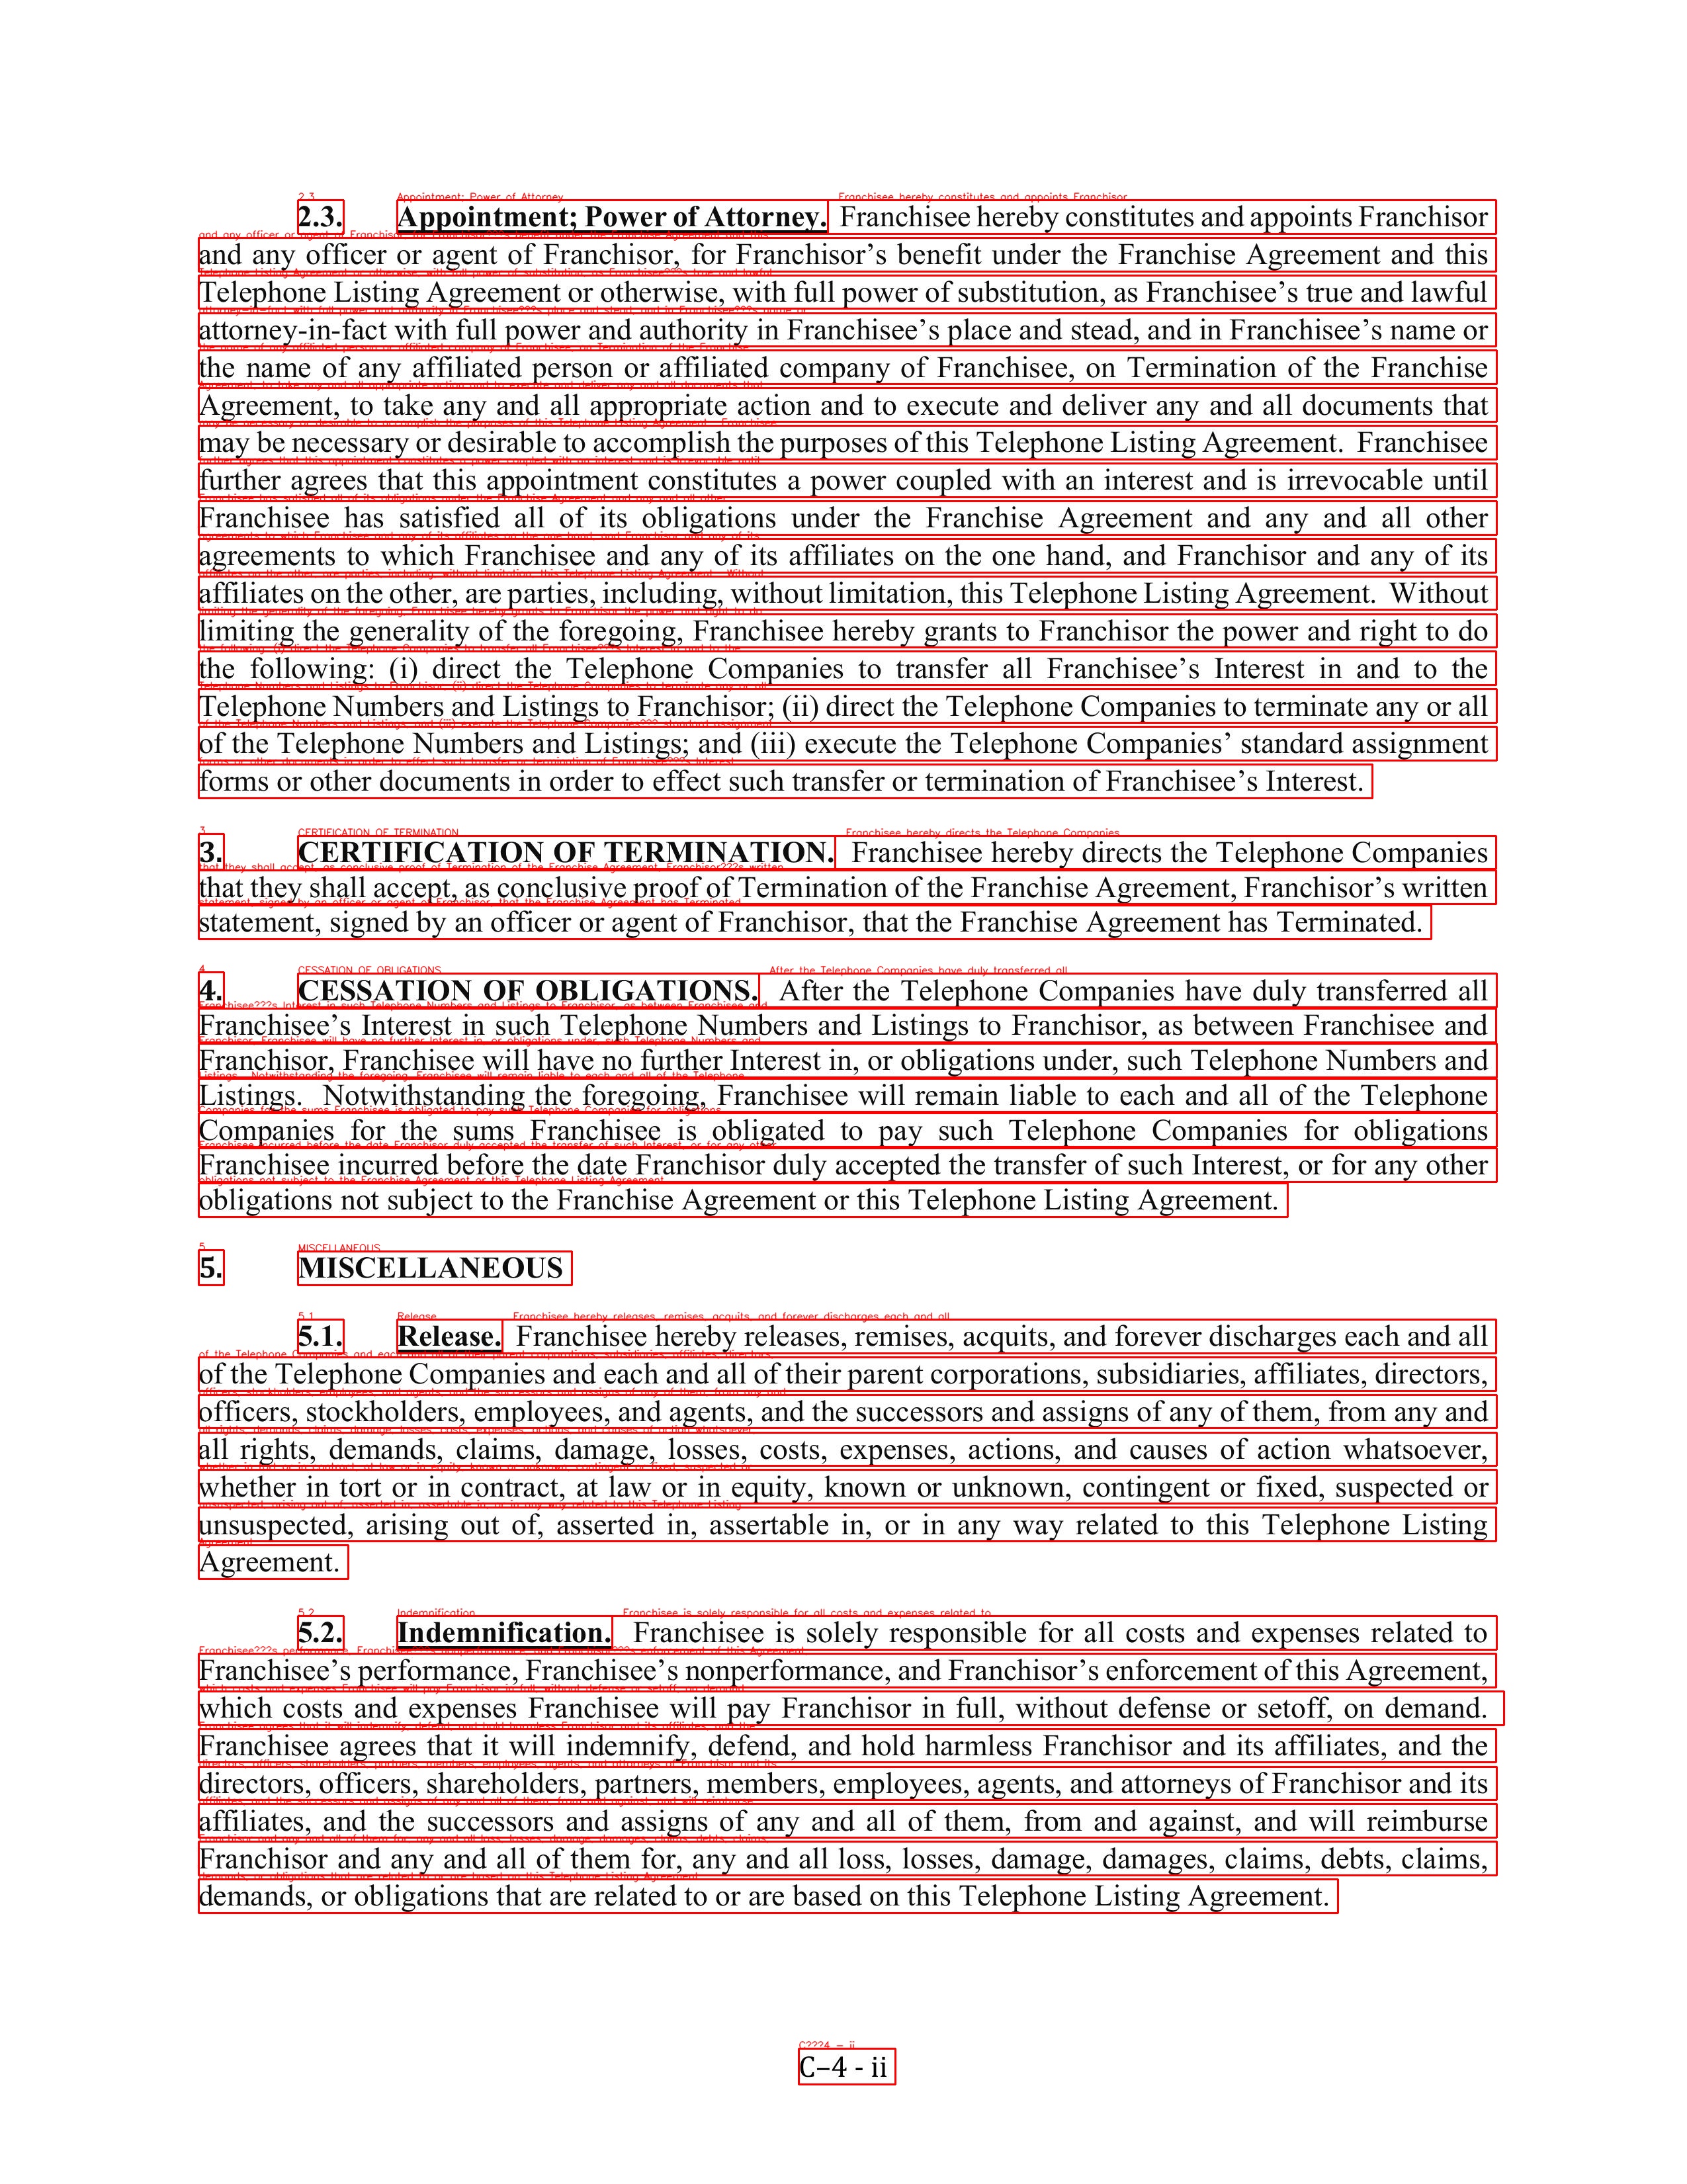 2.3. Appointment; Power of Attorney. Franchisee hereby constitutes and appoints Franchisor
and any officer or agent of Franchisor, for Franchisor’s benefit under the Franchise Agreement and this
Telephone Listing Agreement or otherwise, with full power of substitution, as Franchisee’s true and lawful
attorney-in-fact with full power and authority in Franchisee’s place and stead, and in Franchisee’s name or
the name of any affiliated person or affiliated company of Franchisee, on Termination of the Franchise
Agreement, to take any and all appropriate action and to execute and deliver any and all documents that
may be necessary or desirable to accomplish the purposes of this Telephone Listing Agreement. Franchisee
further agrees that this appointment constitutes a power coupled with an interest and is irrevocable until
Franchisee has satisfied all of its obligations under the Franchise Agreement and any and all other
agreements to which Franchisee and any of its affiliates on the one hand, and Franchisor and any of its
affiliates on the other, are parties, including, without limitation, this Telephone Listing Agreement. Without
limiting the generality of the foregoing, Franchisee hereby grants to Franchisor the power and right to do
the following: (i) direct the Telephone Companies to transfer all Franchisee’s Interest in and to the
Telephone Numbers and Listings to Franchisor; (ii) direct the Telephone Companies to terminate any or all
of the Telephone Numbers and Listings; and (iii) execute the Telephone Companies’ standard assignment
forms or other documents in order to effect such transfer or termination of Franchisee’s Interest.
3. CERTIFICATION OF TERMINATION. Franchisee hereby directs the Telephone Companies
that they shall accept, as conclusive proof of Termination of the Franchise Agreement, Franchisor’s written
statement, signed by an officer or agent of Franchisor, that the Franchise Agreement has Terminated.
4. CESSATION OF OBLIGATIONS. After the Telephone Companies have duly transferred all
Franchisee’s Interest in such Telephone Numbers and Listings to Franchisor, as between Franchisee and
Franchisor, Franchisee will have no further Interest in, or obligations under, such Telephone Numbers and
Listings. Notwithstanding the foregoing, Franchisee will remain liable to each and all of the Telephone
Companies for the sums Franchisee is obligated to pay such Telephone Companies for obligations
Franchisee incurred before the date Franchisor duly accepted the transfer of such Interest, or for any other
obligations not subject to the Franchise Agreement or this Telephone Listing Agreement.
5. MISCELLANEOUS
5.1. Release. Franchisee hereby releases, remises, acquits, and forever discharges each and all
of the Telephone Companies and each and all of their parent corporations, subsidiaries, affiliates, directors,
officers, stockholders, employees, and agents, and the successors and assigns of any of them, from any and
all rights, demands, claims, damage, losses, costs, expenses, actions, and causes of action whatsoever,
whether in tort or in contract, at law or in equity, known or unknown, contingent or fixed, suspected or
unsuspected, arising out of, asserted in, assertable in, or in any way related to this Telephone Listing
Agreement.
5.2. Indemnification. Franchisee is solely responsible for all costs and expenses related to
Franchisee’s performance, Franchisee’s nonperformance, and Franchisor’s enforcement of this Agreement,
which costs and expenses Franchisee will pay Franchisor in full, without defense or setoff, on demand.
Franchisee agrees that it will indemnify, defend, and hold harmless Franchisor and its affiliates, and the
directors, officers, shareholders, partners, members, employees, agents, and attorneys of Franchisor and its
affiliates, and the successors and assigns of any and all of them, from and against, and will reimburse
Franchisor and any and all of them for, any and all loss, losses, damage, damages, claims, debts, claims,
demands, or obligations that are related to or are based on this Telephone Listing Agreement.
C–4 - ii